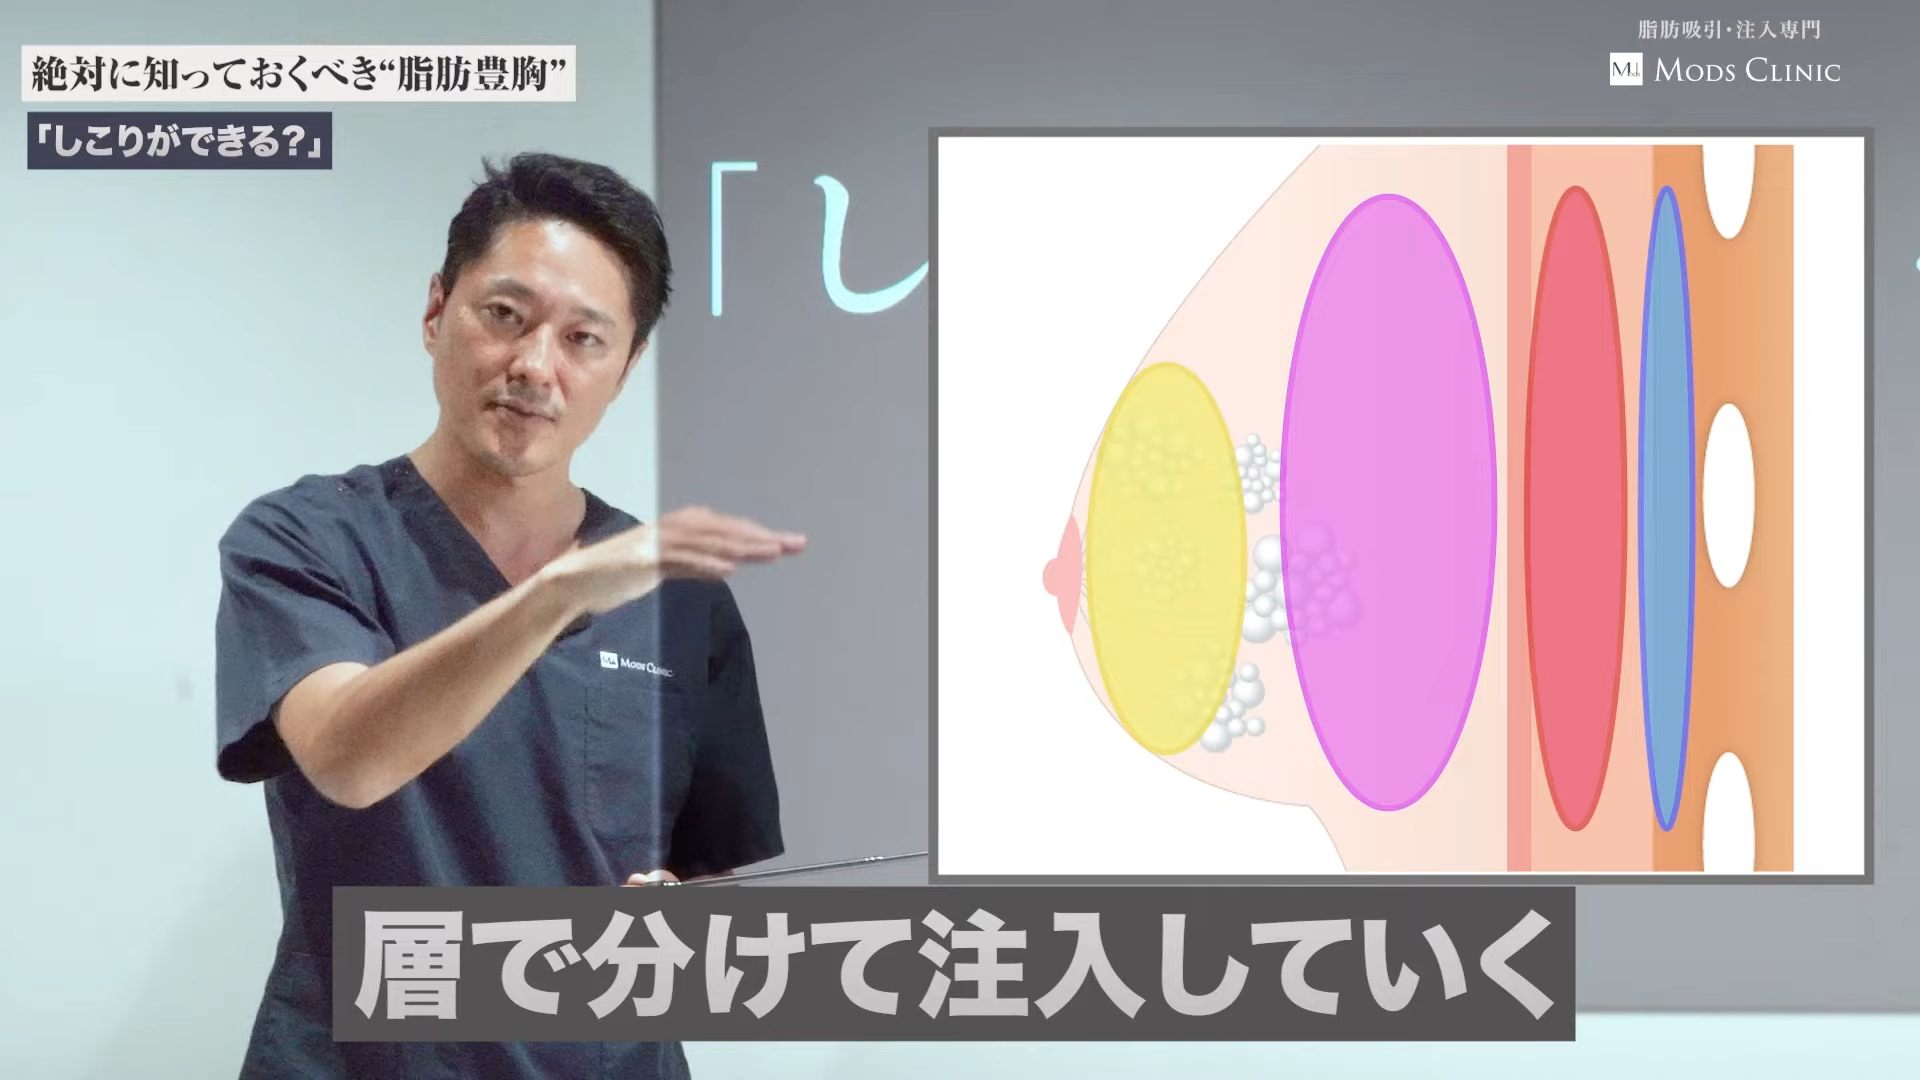 脂肪吸引・注入専門
Mods Clinic
絶対に知っておくべき“脂肪豊胸”
「しこりができる?」
「し
Mods Clinic
層で分けて注入していく